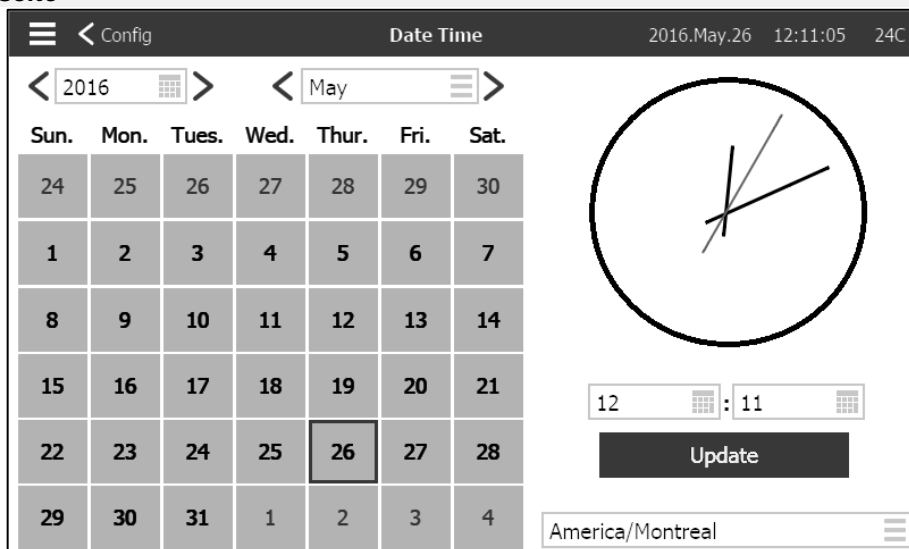 Config Date Time 2016.May.26 12:11:05 24C
2016 May
Sun. Mon. Tues. Wed. Thur. Fri. Sat.
24 25 26 27 28 29 30
1 2 3 4 5 6 7
8 9 10 11 12 13 14
15 16 17 18 19 20 21
22 23 24 25 26 27 28
29 30 31 1 2 3 4
12 : 11
Update
America/Montreal